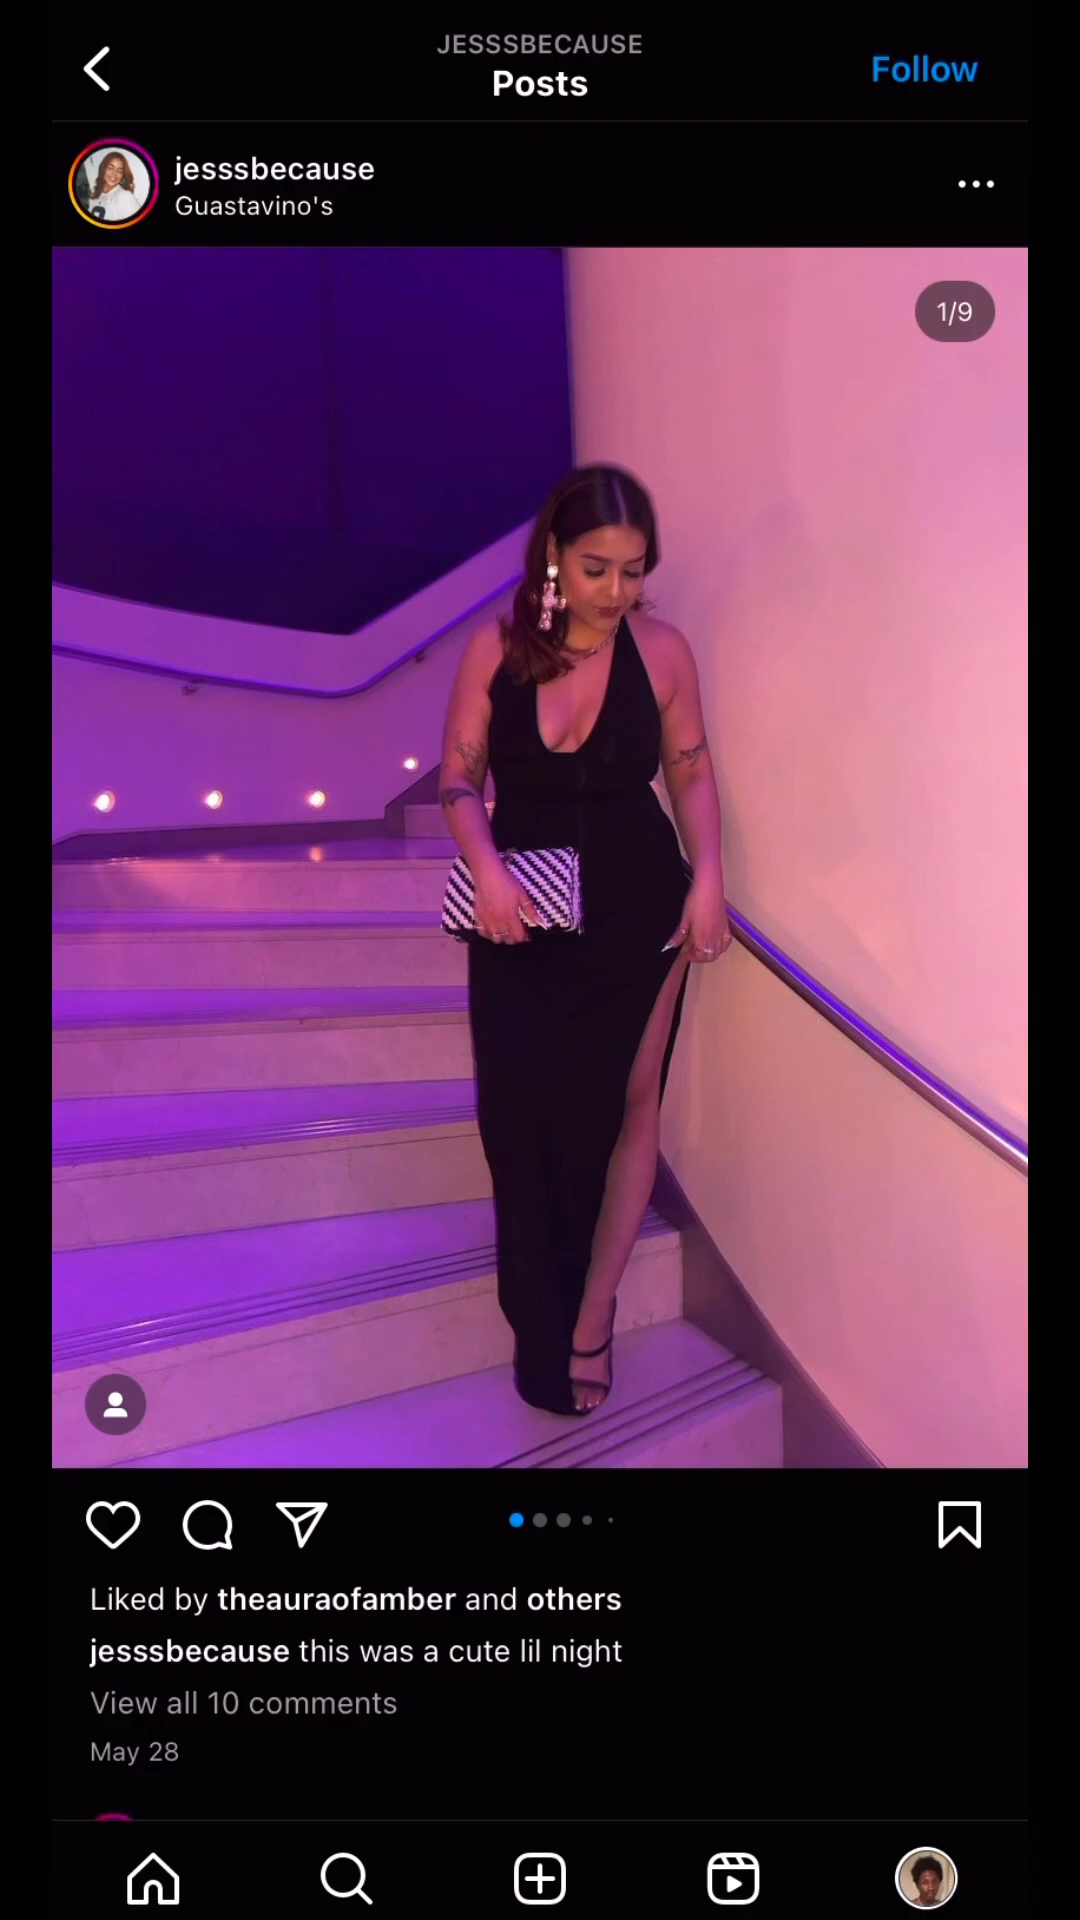 JESSSBECAUSE
Posts
Follow
jesssbecause
Guastavino's
1/9
Liked by theauraofamber and others
jesssbecause this was a cute lil night
View all 10 comments
May 28